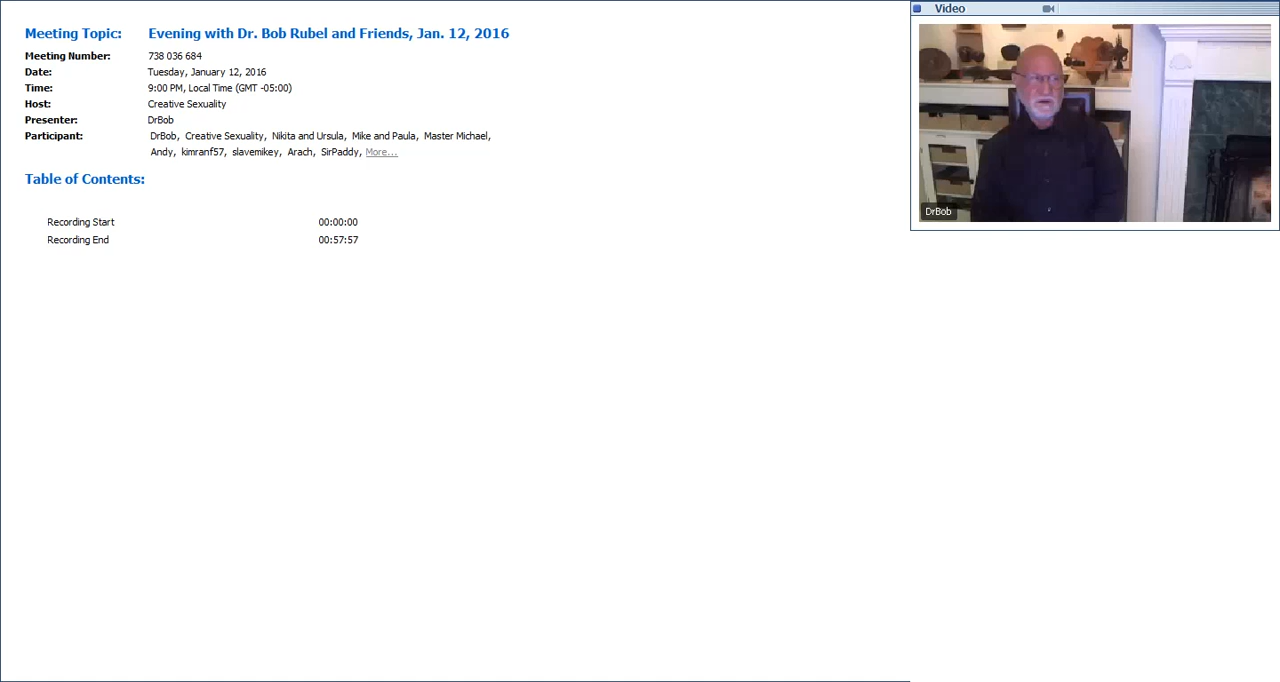 Meeting Topic: Evening with Dr. Bob Rubel and Friends, Jan. 12, 2016
Meeting Number: 738 036 684
Date: Tuesday, January 12, 2016
Time: 9:00 PM, Local Time (GMT -05:00)
Host: Creative Sexuality
Presenter: DrBob
Participant: DrBob, Creative Sexuality, Nikita and Ursula, Mike and Paula, Master Michael,
Andy, kimranf57, slavemikey, Arach, SirPaddy, More...
Table of Contents:
Recording Start 00:00:00
Recording End 00:57:57
Video
DrBob